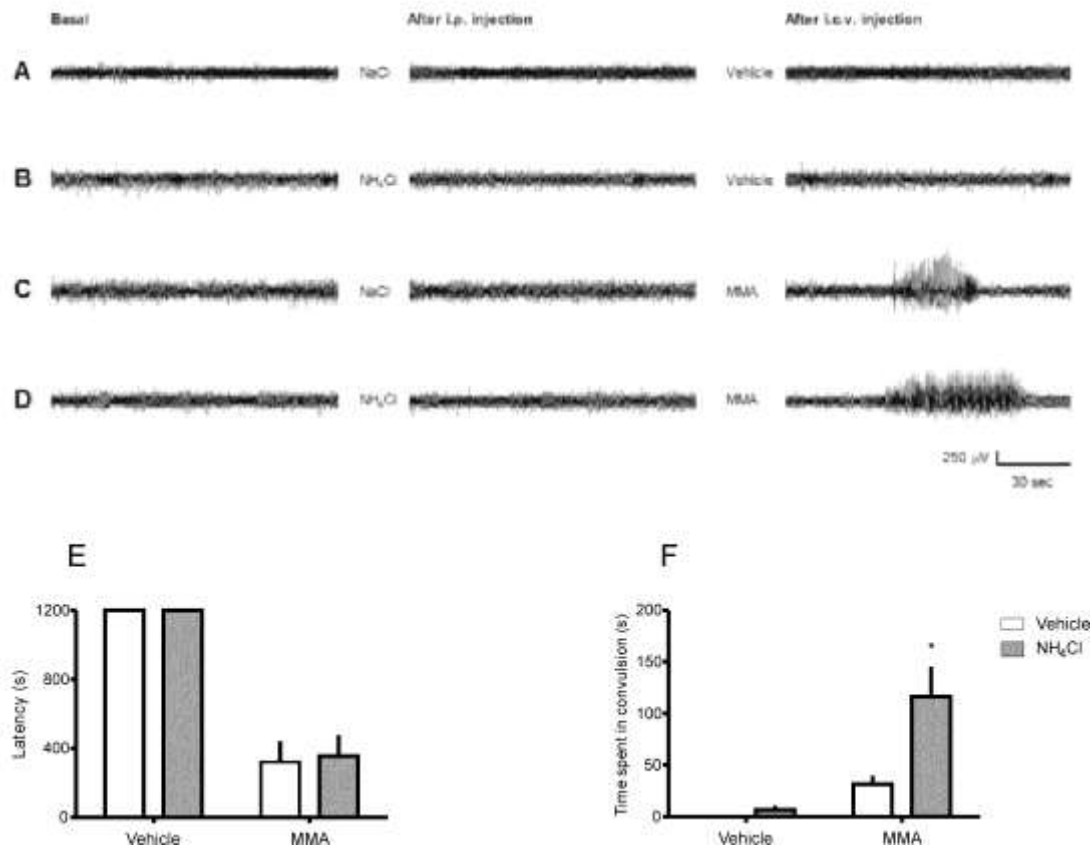 Basal After i.p. injection After i.c.v. injection
A NaCl Vehicle
B NH₄Cl Vehicle
C NaCl MMA
D NH₄Cl MMA
250 µV
30 sec
E F
1200
800
400
0
Latency (s)
Vehicle MMA
200
150
100
50
0
Time spent in convulsion (s)
*
Vehicle MMA
Vehicle
NH₄Cl